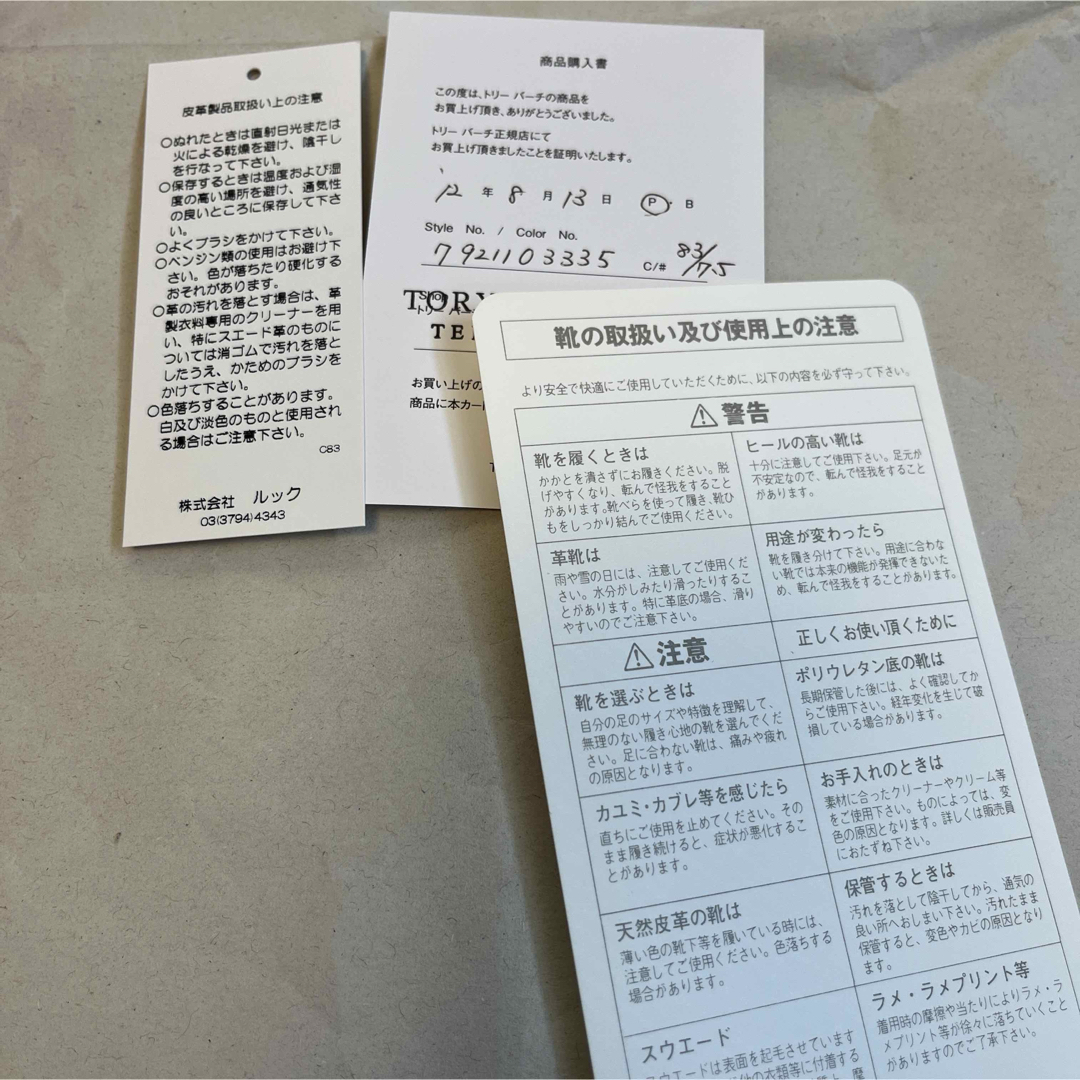 皮革製品取扱い上の注意
○ぬれたときは直射日光または
火による乾燥を避け、陰干し
を行なって下さい。
○保存するときは温度および湿
度の高い場所を避け、通気性
の良いところに保存して下さ
い。
○よくブラシをかけて下さい。
○ベンジン類の使用はお避け下
さい。色が落ちたり硬化する
おそれがあります。
○革の汚れを落とす場合は、革
製衣料専用のクリーナーを用
い、特にスエード革のものに
ついては消ゴムで汚れを落と
したうえ、かためのブラシを
かけて下さい。
○色落ちすることがあります。
白及び淡色のものと使用され
る場合はご注意下さい。
C83
株式会社 ルック
03(3794)4343
商品購入書
この度は、トリー バーチの商品を
お買上げ頂き、ありがとうございました。
トリー バーチ正規店にて
お買上げ頂きましたことを証明いたします。
12 年 8 月 13 日 P B
Style No. / Color No.
7921103335 C/# 83/75
Shop
TORY
TE
お買い上げの
商品に本カー
靴の取扱い及び使用上の注意
より安全で快適にご使用していただくために、以下の内容を必ず守って下さい。
⚠警告
靴を履くときは
かかとを潰さずにお履きください。脱
げやすくなり、転んで怪我をすること
があります。靴べらを使って履き、靴ひ
もをしっかり結んでご使用ください。
ヒールの高い靴は
十分に注意してご使用下さい。足元が
不安定なので、転んで怪我をすること
があります。
革靴は
雨や雪の日には、注意してご使用くだ
さい。水分がしみたり滑ったりするこ
とがあります。特に革底の場合、滑り
やすいのでご注意下さい。
用途が変わったら
靴を履き分けて下さい。用途に合わな
い靴では本来の機能が発揮できないた
め、転んで怪我をすることがあります。
⚠注意
靴を選ぶときは
自分の足のサイズや特徴を理解して、
無理のない履き心地の靴を選んでくだ
さい。足に合わない靴は、痛みや疲れ
の原因となります。
カユミ・カブレ等を感じたら
直ちにご使用を止めてください。その
まま履き続けると、症状が悪化するこ
とがあります。
天然皮革の靴は
薄い色の靴下等を履いている時には、
注意してご使用ください。色落ちする
場合があります。
スウエード
スウエードは表面を起毛させています
他の衣類等に付着する
正しくお使い頂くために
ポリウレタン底の靴は
長期保管した後には、よく確認してか
らご使用下さい。経年変化を生じて破
損している場合があります。
お手入れのときは
素材に合ったクリーナーやクリーム等
をご使用下さい。ものによっては、変
色の原因となります。詳しくは販売員
におたずね下さい。
保管するときは
汚れを落として陰干してから、通気の
良い所へおしまい下さい。汚れたまま
保管すると、変色やカビの原因となり
ます。
ラメ・ラメプリント等
着用時の摩擦や当たりによりラメ・ラ
メプリント等が徐々に落ちていくこと
がありますのでご了承下さい。